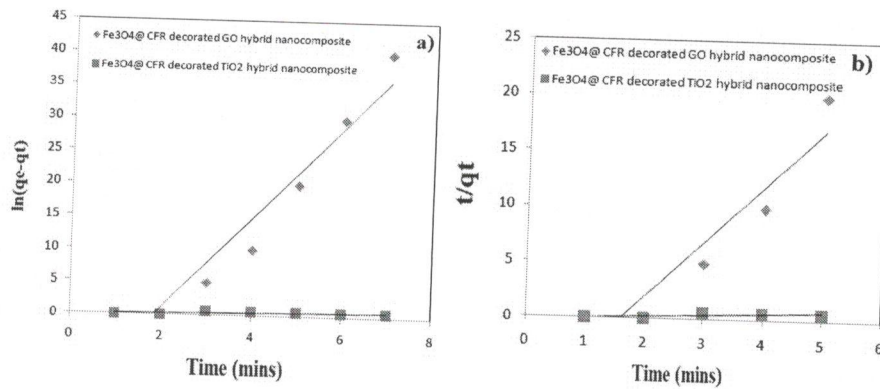 45
40
35
30
25
20
15
10
5
0
0
2
4
6
8
ln(qe-qt)
Time (mins)
Fe3O4@ CFR decorated GO hybrid nanocomposite
a)
Fe3O4@ CFR decorated TiO2 hybrid nanocomposite
25
20
15
10
5
0
0
1
2
3
4
5
6
t/qt
Time (mins)
Fe3O4@ CFR decorated GO hybrid nanocomposite
b)
Fe3O4@ CFR decorated TiO2 hybrid nanocomposite